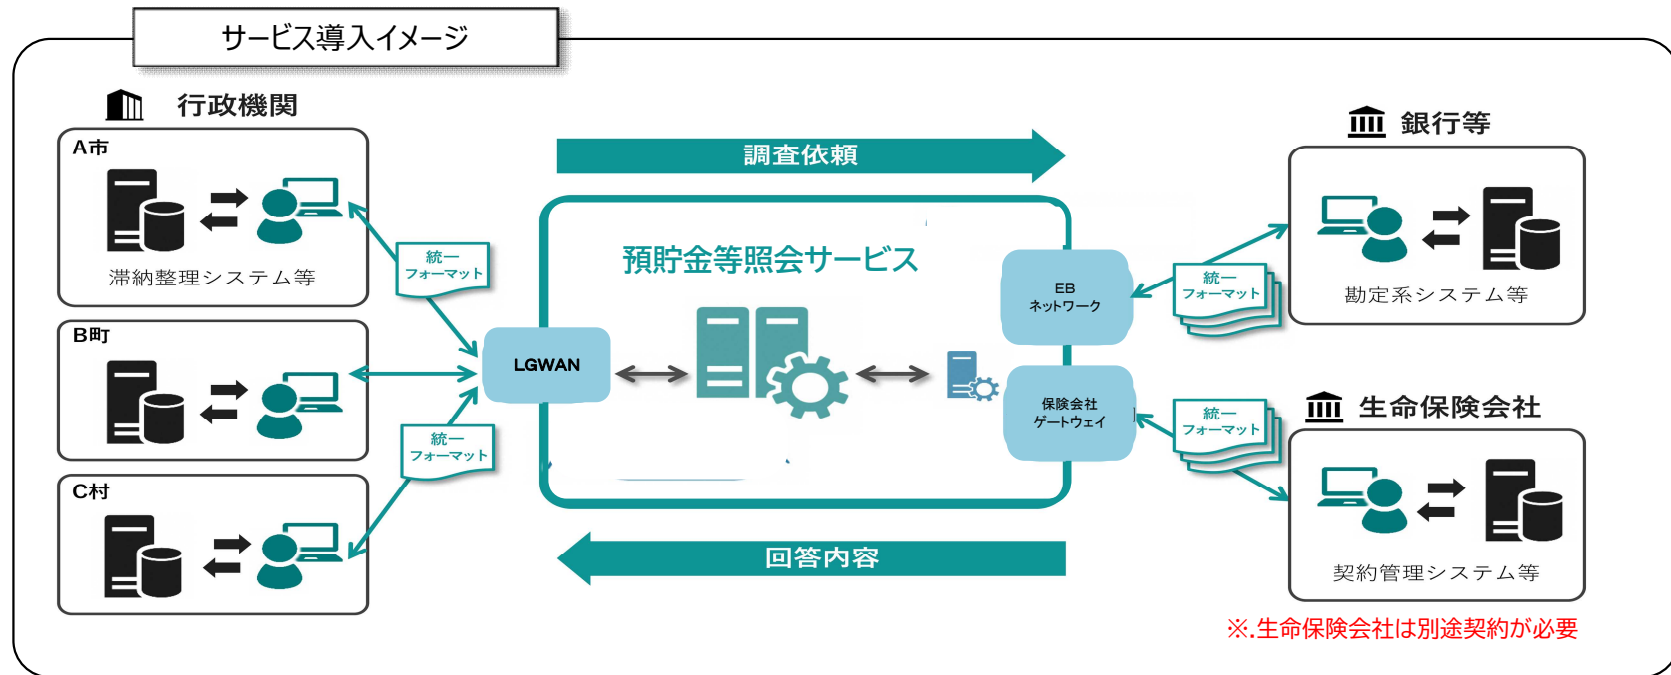 サービス導入イメージ
行政機関
A市
滞納整理システム等
B町
C村
統一
フォーマット
統一
フォーマット
調査依頼
預貯金等照会サービス
LGWAN
EB
ネットワーク
保険会社
ゲートウェイ
回答内容
統一
フォーマット
統一
フォーマット
銀行等
勘定系システム等
生命保険会社
契約管理システム等
※.生命保険会社は別途契約が必要